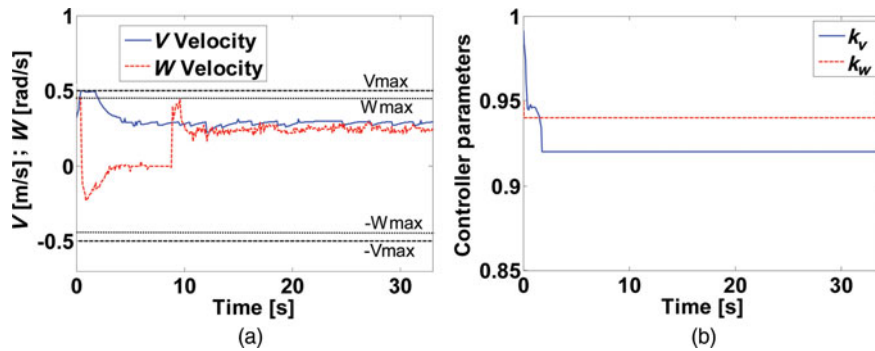 1
0.5
0
-0.5
V [m/s] ; W [rad/s]
V Velocity
W Velocity
Vmax
Wmax
-Wmax
-Vmax
0 10 20 30
Time [s]
(a)
1
0.95
0.9
0.85
Controller parameters
kv
kw
0 10 20 30
Time [s]
(b)